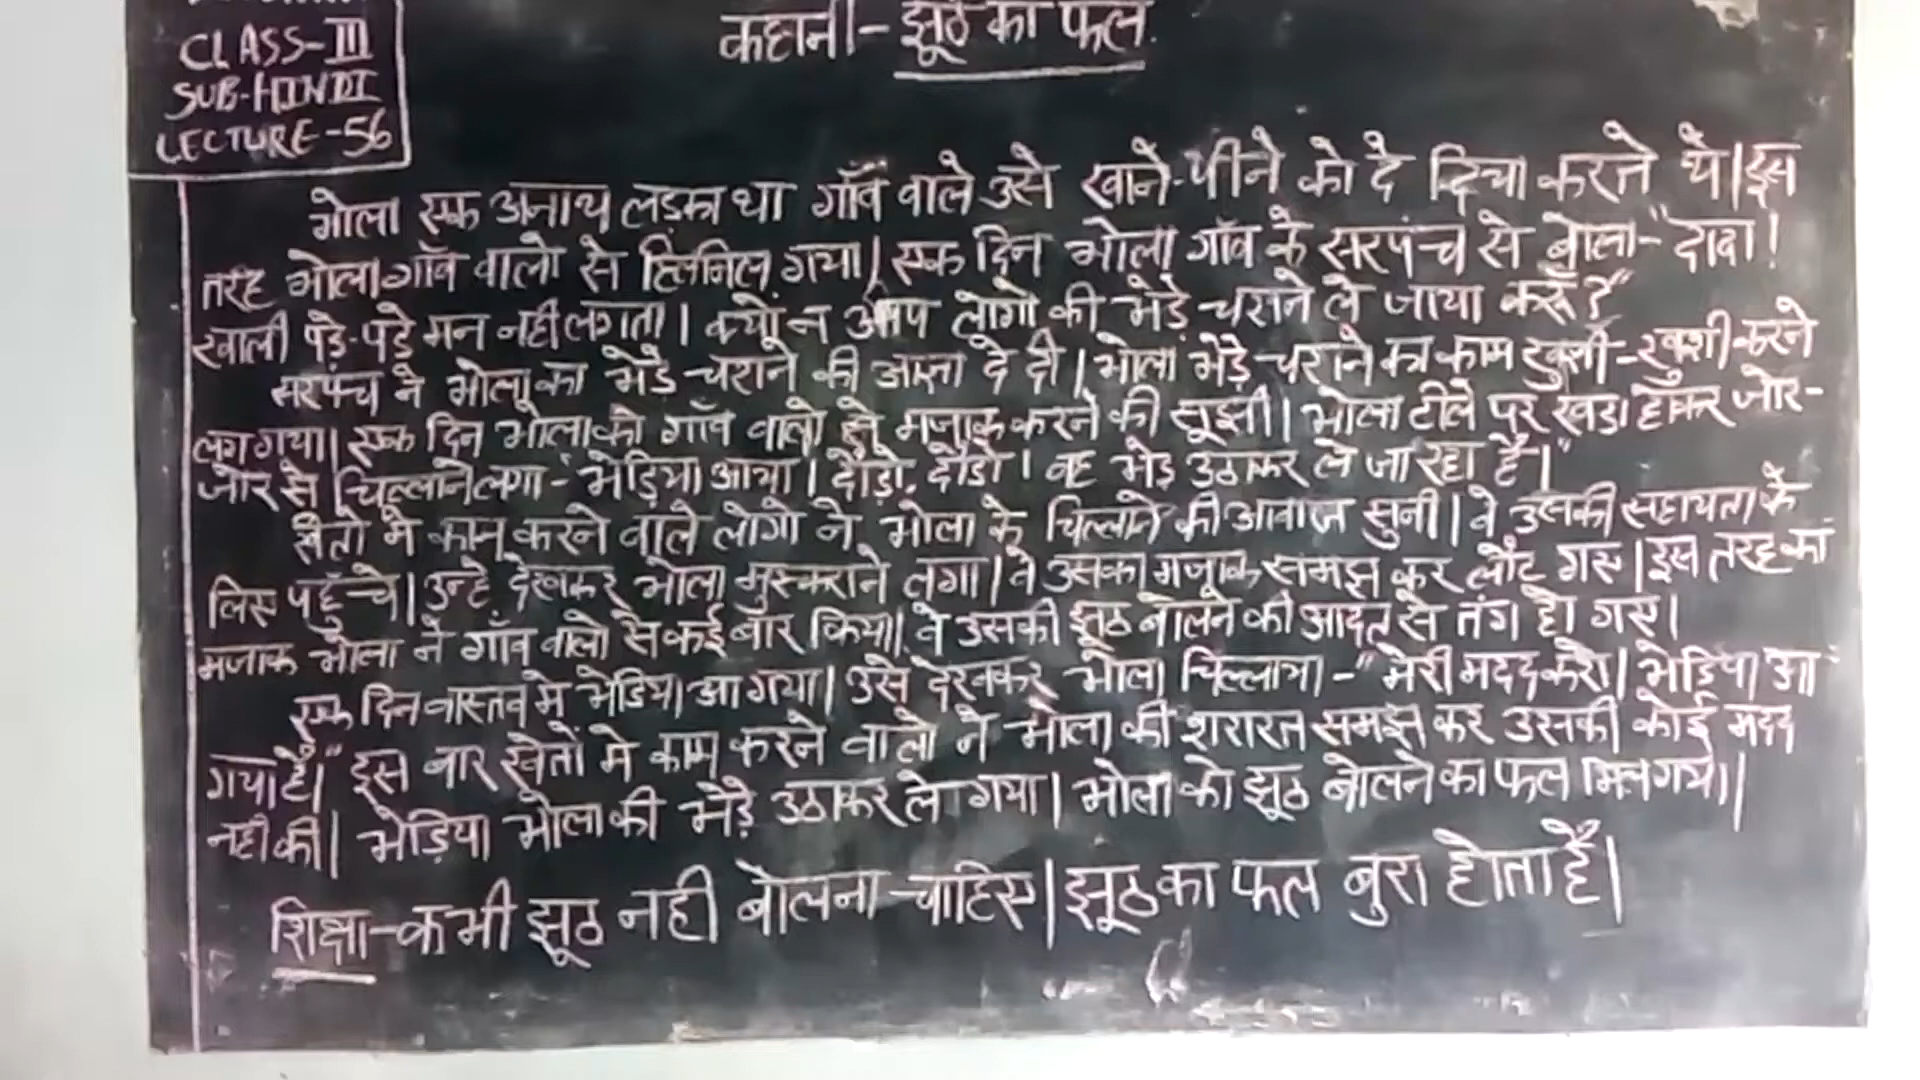 CLASS-III
SUB-HINDI
LECTURE-56
कहानी- झूठ का फल.
भोला एक अनाथ लड़का था गाँव वाले उसे खाने-पीने को दे दिया करते थे। इस
तरह भोला गाँव वालो से हिलमिल गया। एक दिन भोला गाँव के सरपंच से बोला- "दादा!
खाली पड़े-पड़े मन नही लगता। क्यों न आप लोगो की भेड़े चराने ले जाया करूँ?"
सरपंच ने भोला का भेड़े चराने की आज्ञा दे दी। भोला भेड़े चराने का काम खुशी-खुशी-करने
लग गया। एक दिन भोला को गाँव वालो से मजाक करने की सूझी। भोला टीले पर खड़ा होकर जोर-
जोर से चिल्लाने लगा- "भेड़िया आया। दौड़ो, दौड़ो। वह भेड़ उठाकर ले जा रहा है।"
खेतो मे काम करने वाले लोगो ने भोला के चिल्लाने की आवाज सुनी। वे उसकी सहायता के
लिए पहुँचे। उन्हे देखकर भोला मुस्कराने लगा। वे उसका मजाक समझ कर लौट गए। इस तरह का
मजाक भोला ने गाँव वालो से कई बार किया। वे उसकी झूठ बोलने की आदत से तंग हो गए।
एक दिन वास्तव मे भेड़िया आ गया। उसे देखकर भोला चिल्लाया- "मेरी मदद करो। भेड़िया आ
गया है।" इस बार खेतों मे काम करने वालो ने भोला की शरारत समझ कर उसकी कोई मदद
नही की। भेड़िया भोला की भेड़े उठाकर ले गया। भोला को झूठ बोलने का फल मिल गया।
शिक्षा-कभी झूठ नही बोलना चाहिए। झूठ का फल बुरा होता है।